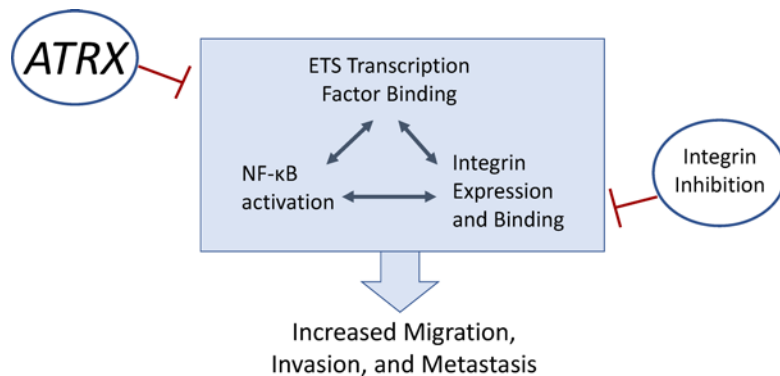 ATRX
ETS Transcription
Factor Binding
NF-κB
activation
Integrin
Expression
and Binding
Integrin
Inhibition
Increased Migration,
Invasion, and Metastasis